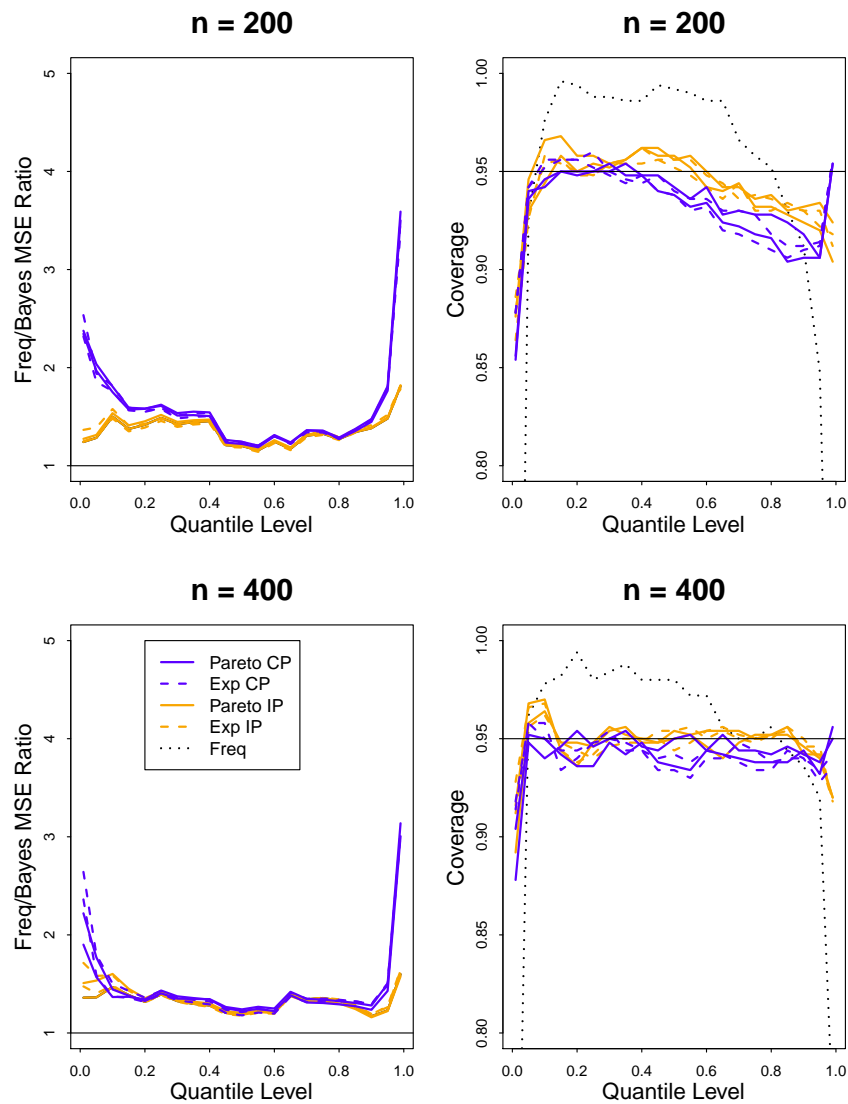 n = 200
5
4
3
2
1
Freq/Bayes MSE Ratio
0.0 0.2 0.4 0.6 0.8 1.0
Quantile Level
n = 200
1.00
0.95
0.90
0.85
0.80
Coverage
0.0 0.2 0.4 0.6 0.8 1.0
Quantile Level
n = 400
5
4
3
2
1
Freq/Bayes MSE Ratio
Pareto CP
Exp CP
Pareto IP
Exp IP
Freq
0.0 0.2 0.4 0.6 0.8 1.0
Quantile Level
n = 400
1.00
0.95
0.90
0.85
0.80
Coverage
0.0 0.2 0.4 0.6 0.8 1.0
Quantile Level